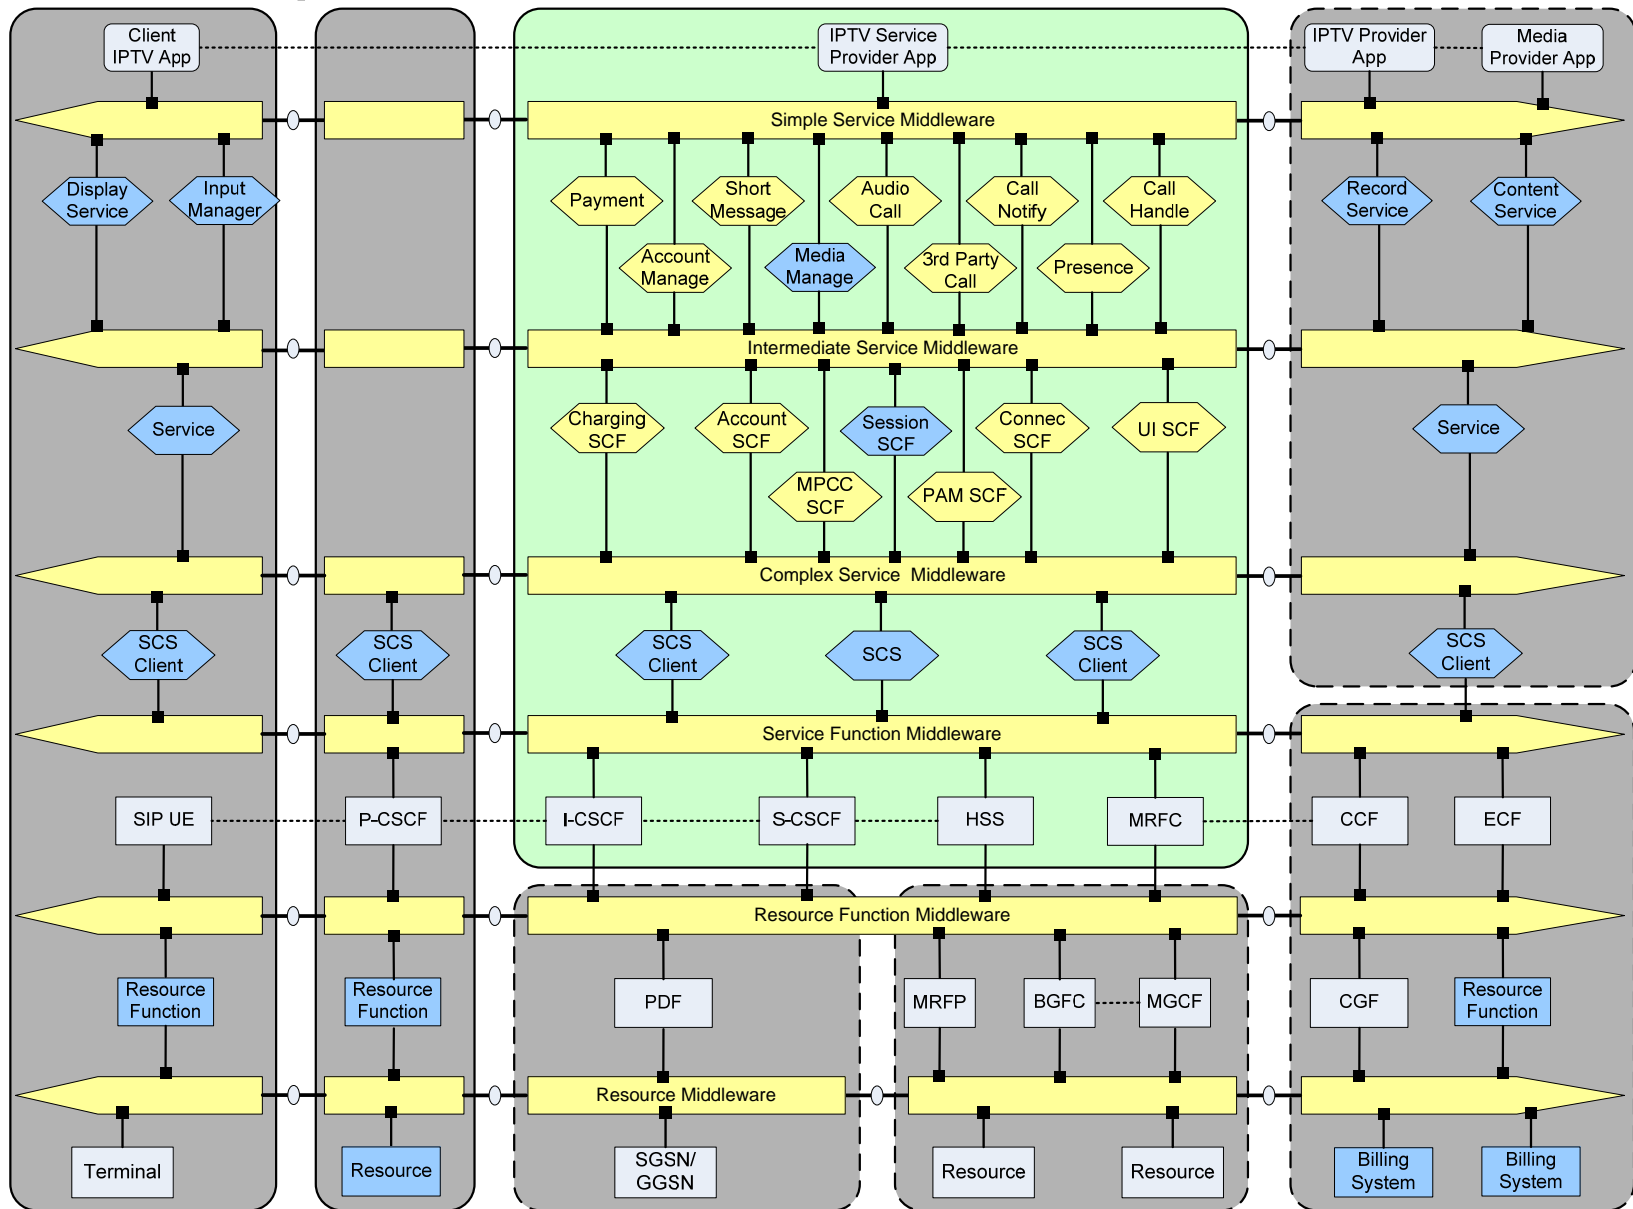 Client
IPTV App
IPTV Service
Provider App
IPTV Provider
App
Media
Provider App
Simple Service Middleware
Display
Service
Input
Manager
Payment
Short
Message
Audio
Call
Call
Notify
Call
Handle
Record
Service
Content
Service
Account
Manage
Media
Manage
3rd Party
Call
Presence
Intermediate Service Middleware
Service
Charging
SCF
Account
SCF
Session
SCF
Connec
SCF
UI SCF
Service
MPCC
SCF
PAM SCF
Complex Service Middleware
SCS
Client
SCS
Client
SCS
Client
SCS
SCS
Client
SCS
Client
Service Function Middleware
SIP UE
P-CSCF
I-CSCF
S-CSCF
HSS
MRFC
CCF
ECF
Resource Function Middleware
Resource
Function
Resource
Function
PDF
MRFP
BGFC
MGCF
CGF
Resource
Function
Resource Middleware
Terminal
Resource
SGSN/
GGSN
Resource
Resource
Billing
System
Billing
System